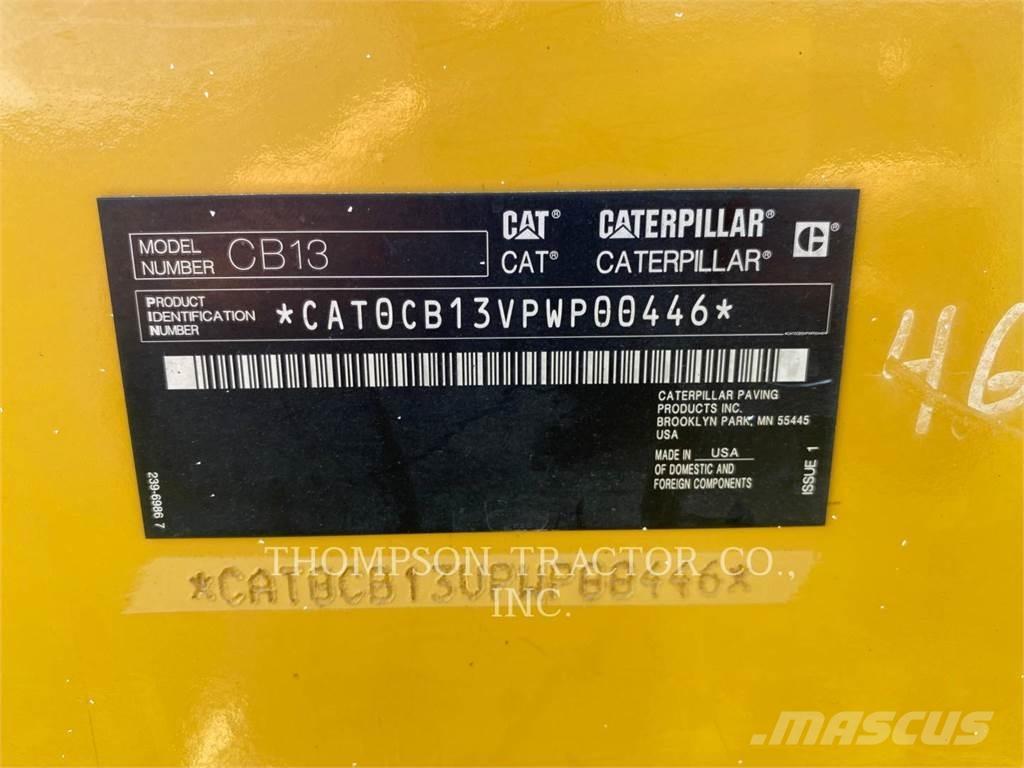 CAT® CATERPILLAR®
MODEL NUMBER CB13
CAT® CATERPILLAR®
C®
PRODUCT IDENTIFICATION NUMBER *CAT0CB13VPWP00446*
CATERPILLAR PAVING
PRODUCTS INC.
BROOKLYN PARK, MN 55445
USA
MADE IN USA
OF DOMESTIC AND
FOREIGN COMPONENTS
ISSUE 1
239-6986 7
46
THOMPSON TRACTOR CO.,
INC.
*CAT0CB13VPWP00446*
MASCUS